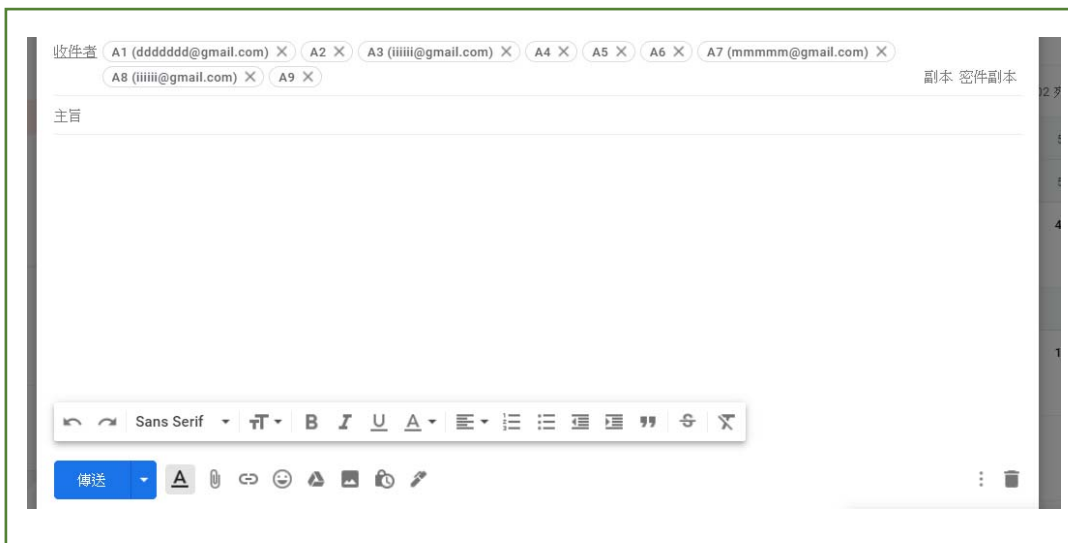 收件者 A1 (ddddddd@gmail.com) A2 A3 (iiiiii@gmail.com) A4 A5 A6 A7 (mmmmm@gmail.com)
A8 (iiiiii@gmail.com) A9 副本 密件副本
主旨
Sans Serif
傳送